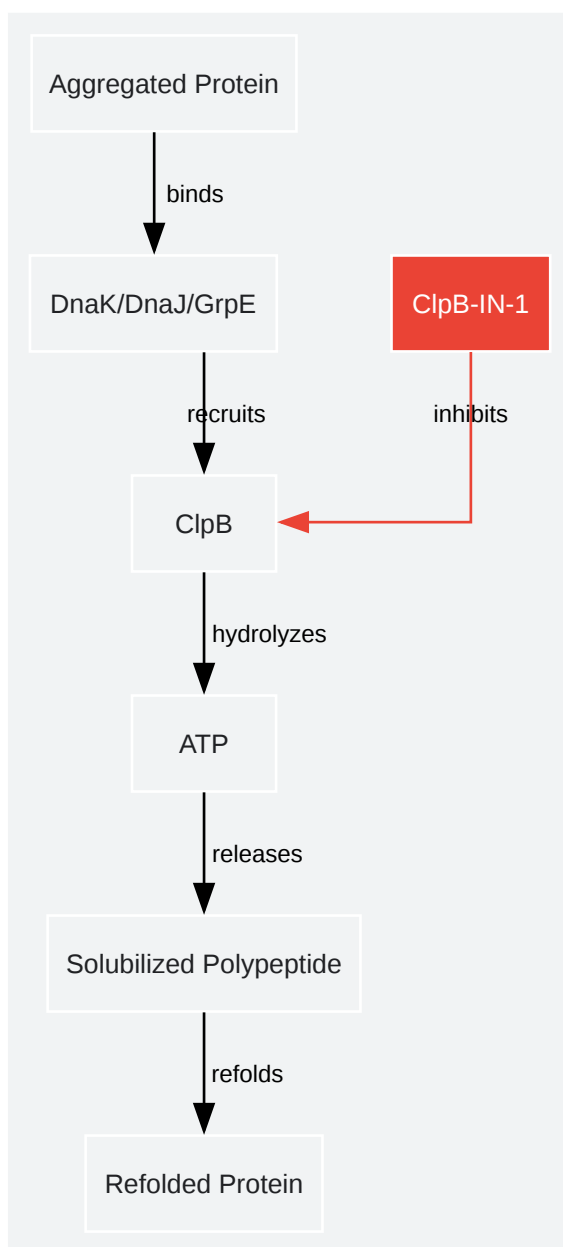 Aggregated Protein
binds
DnaK/DnaJ/GrpE
ClpB-IN-1
recruits
inhibits
ClpB
hydrolyzes
ATP
releases
Solubilized Polypeptide
refolds
Refolded Protein